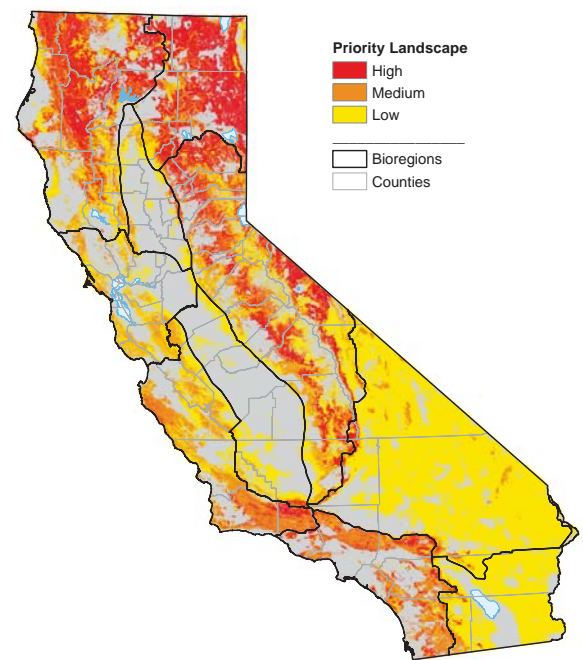 Priority Landscape
High
Medium
Low
Bioregions
Counties